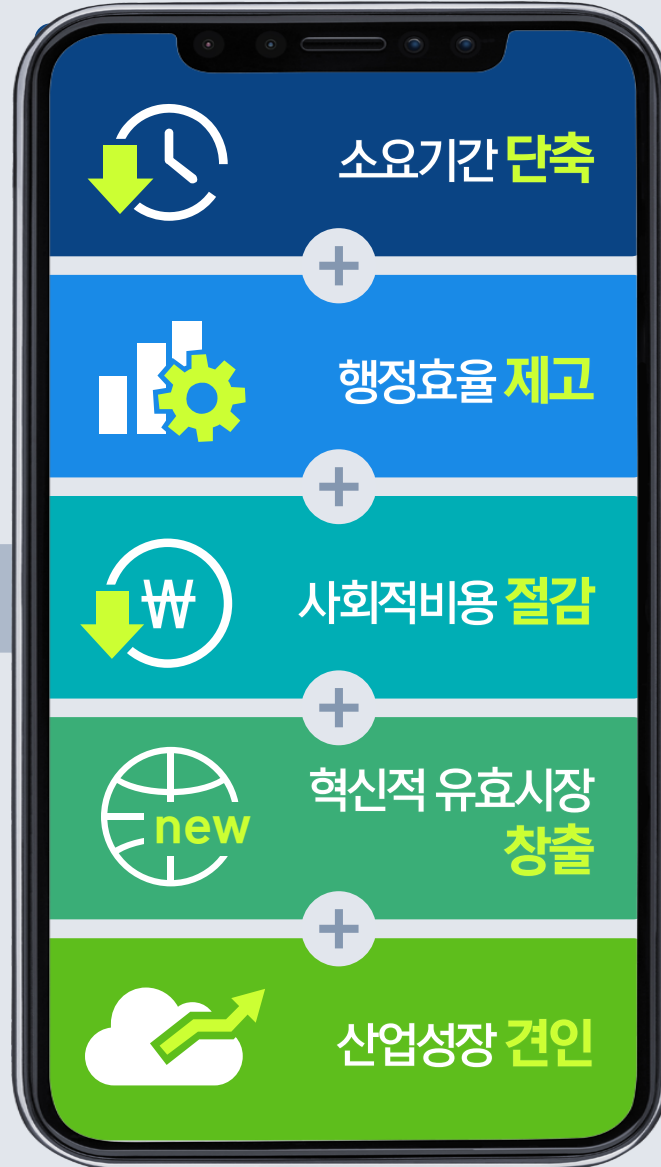 소요기간 단축
+
행정효율 제고
+
₩
사회적비용 절감
+
혁신적 유효시장
new
창출
+
산업성장 견인